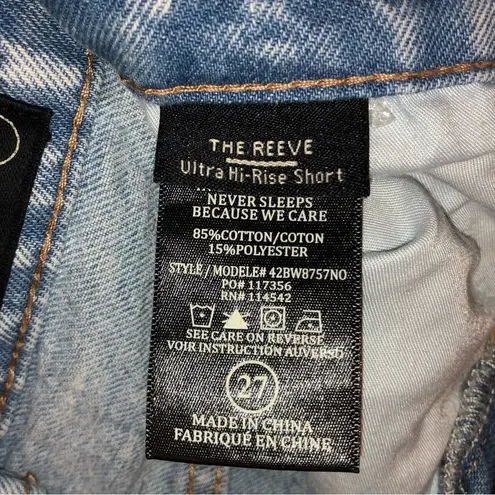 THE REEVE
Ultra Hi-Rise Short
NEVER SLEEPS
BECAUSE WE CARE
85%COTTON/COTON
15%POLYESTER
STYLE / MODELE# 42BW8757NO
PO# 117356
RN# 114542
SEE CARE ON REVERSE
VOIR INSTRUCTION AUVERSO
27
MADE IN CHINA
FABRIQUÉ EN CHINE